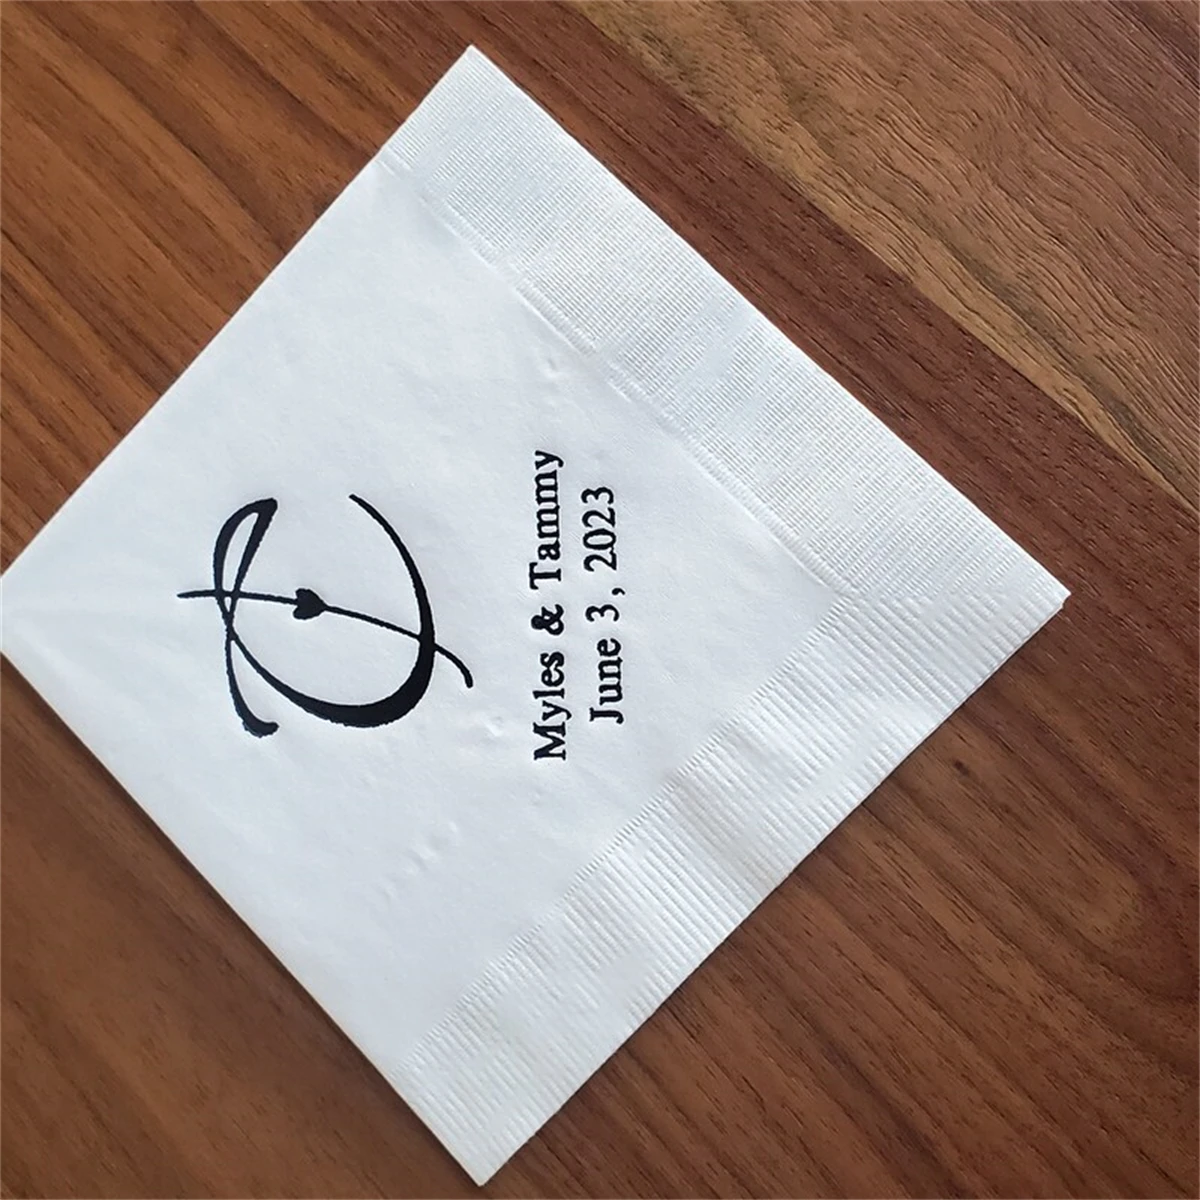 Myles & Tammy
June 3, 2023